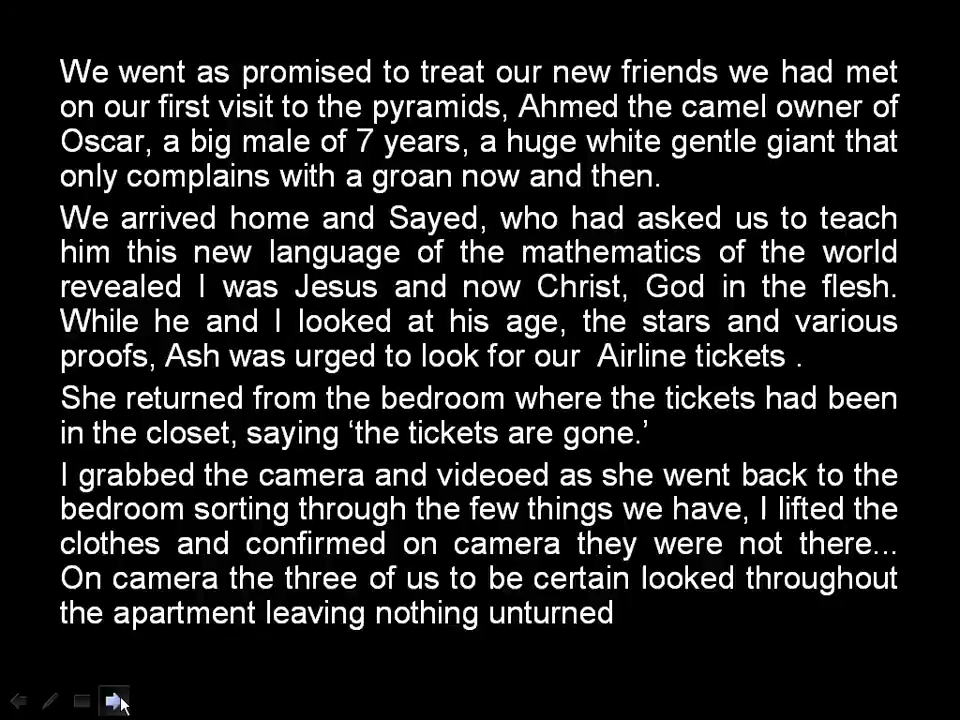 We went as promised to treat our new friends we had met
on our first visit to the pyramids, Ahmed the camel owner of
Oscar, a big male of 7 years, a huge white gentle giant that
only complains with a groan now and then.
We arrived home and Sayed, who had asked us to teach
him this new language of the mathematics of the world
revealed I was Jesus and now Christ, God in the flesh.
While he and I looked at his age, the stars and various
proofs, Ash was urged to look for our  Airline tickets .
She returned from the bedroom where the tickets had been
in the closet, saying ‘the tickets are gone.’
I grabbed the camera and videoed as she went back to the
bedroom sorting through the few things we have, I lifted the
clothes and confirmed on camera they were not there...
On camera the three of us to be certain looked throughout
the apartment leaving nothing unturned